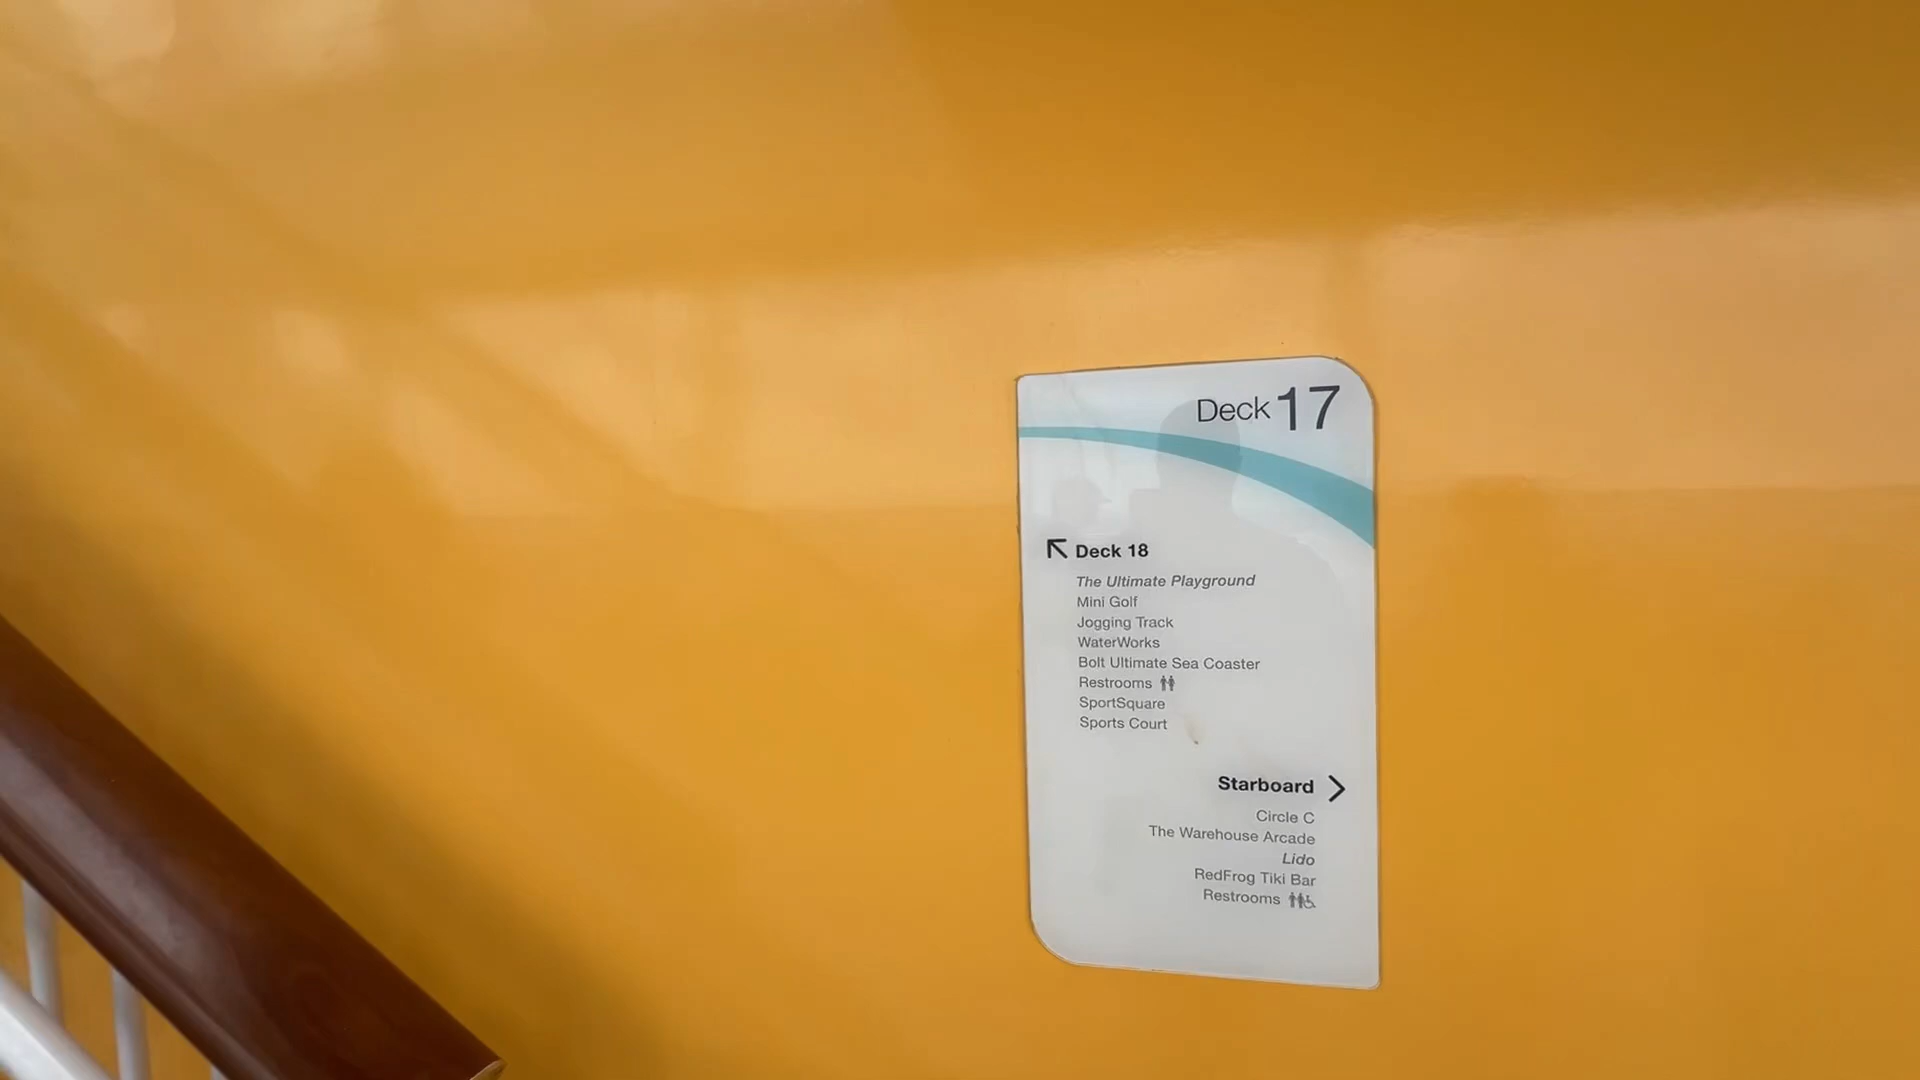 Deck 17
Deck 18
The Ultimate Playground
Mini Golf
Jogging Track
WaterWorks
Bolt Ultimate Sea Coaster
Restrooms
SportSquare
Sports Court
Starboard
Circle C
The Warehouse Arcade
Lido
RedFrog Tiki Bar
Restrooms